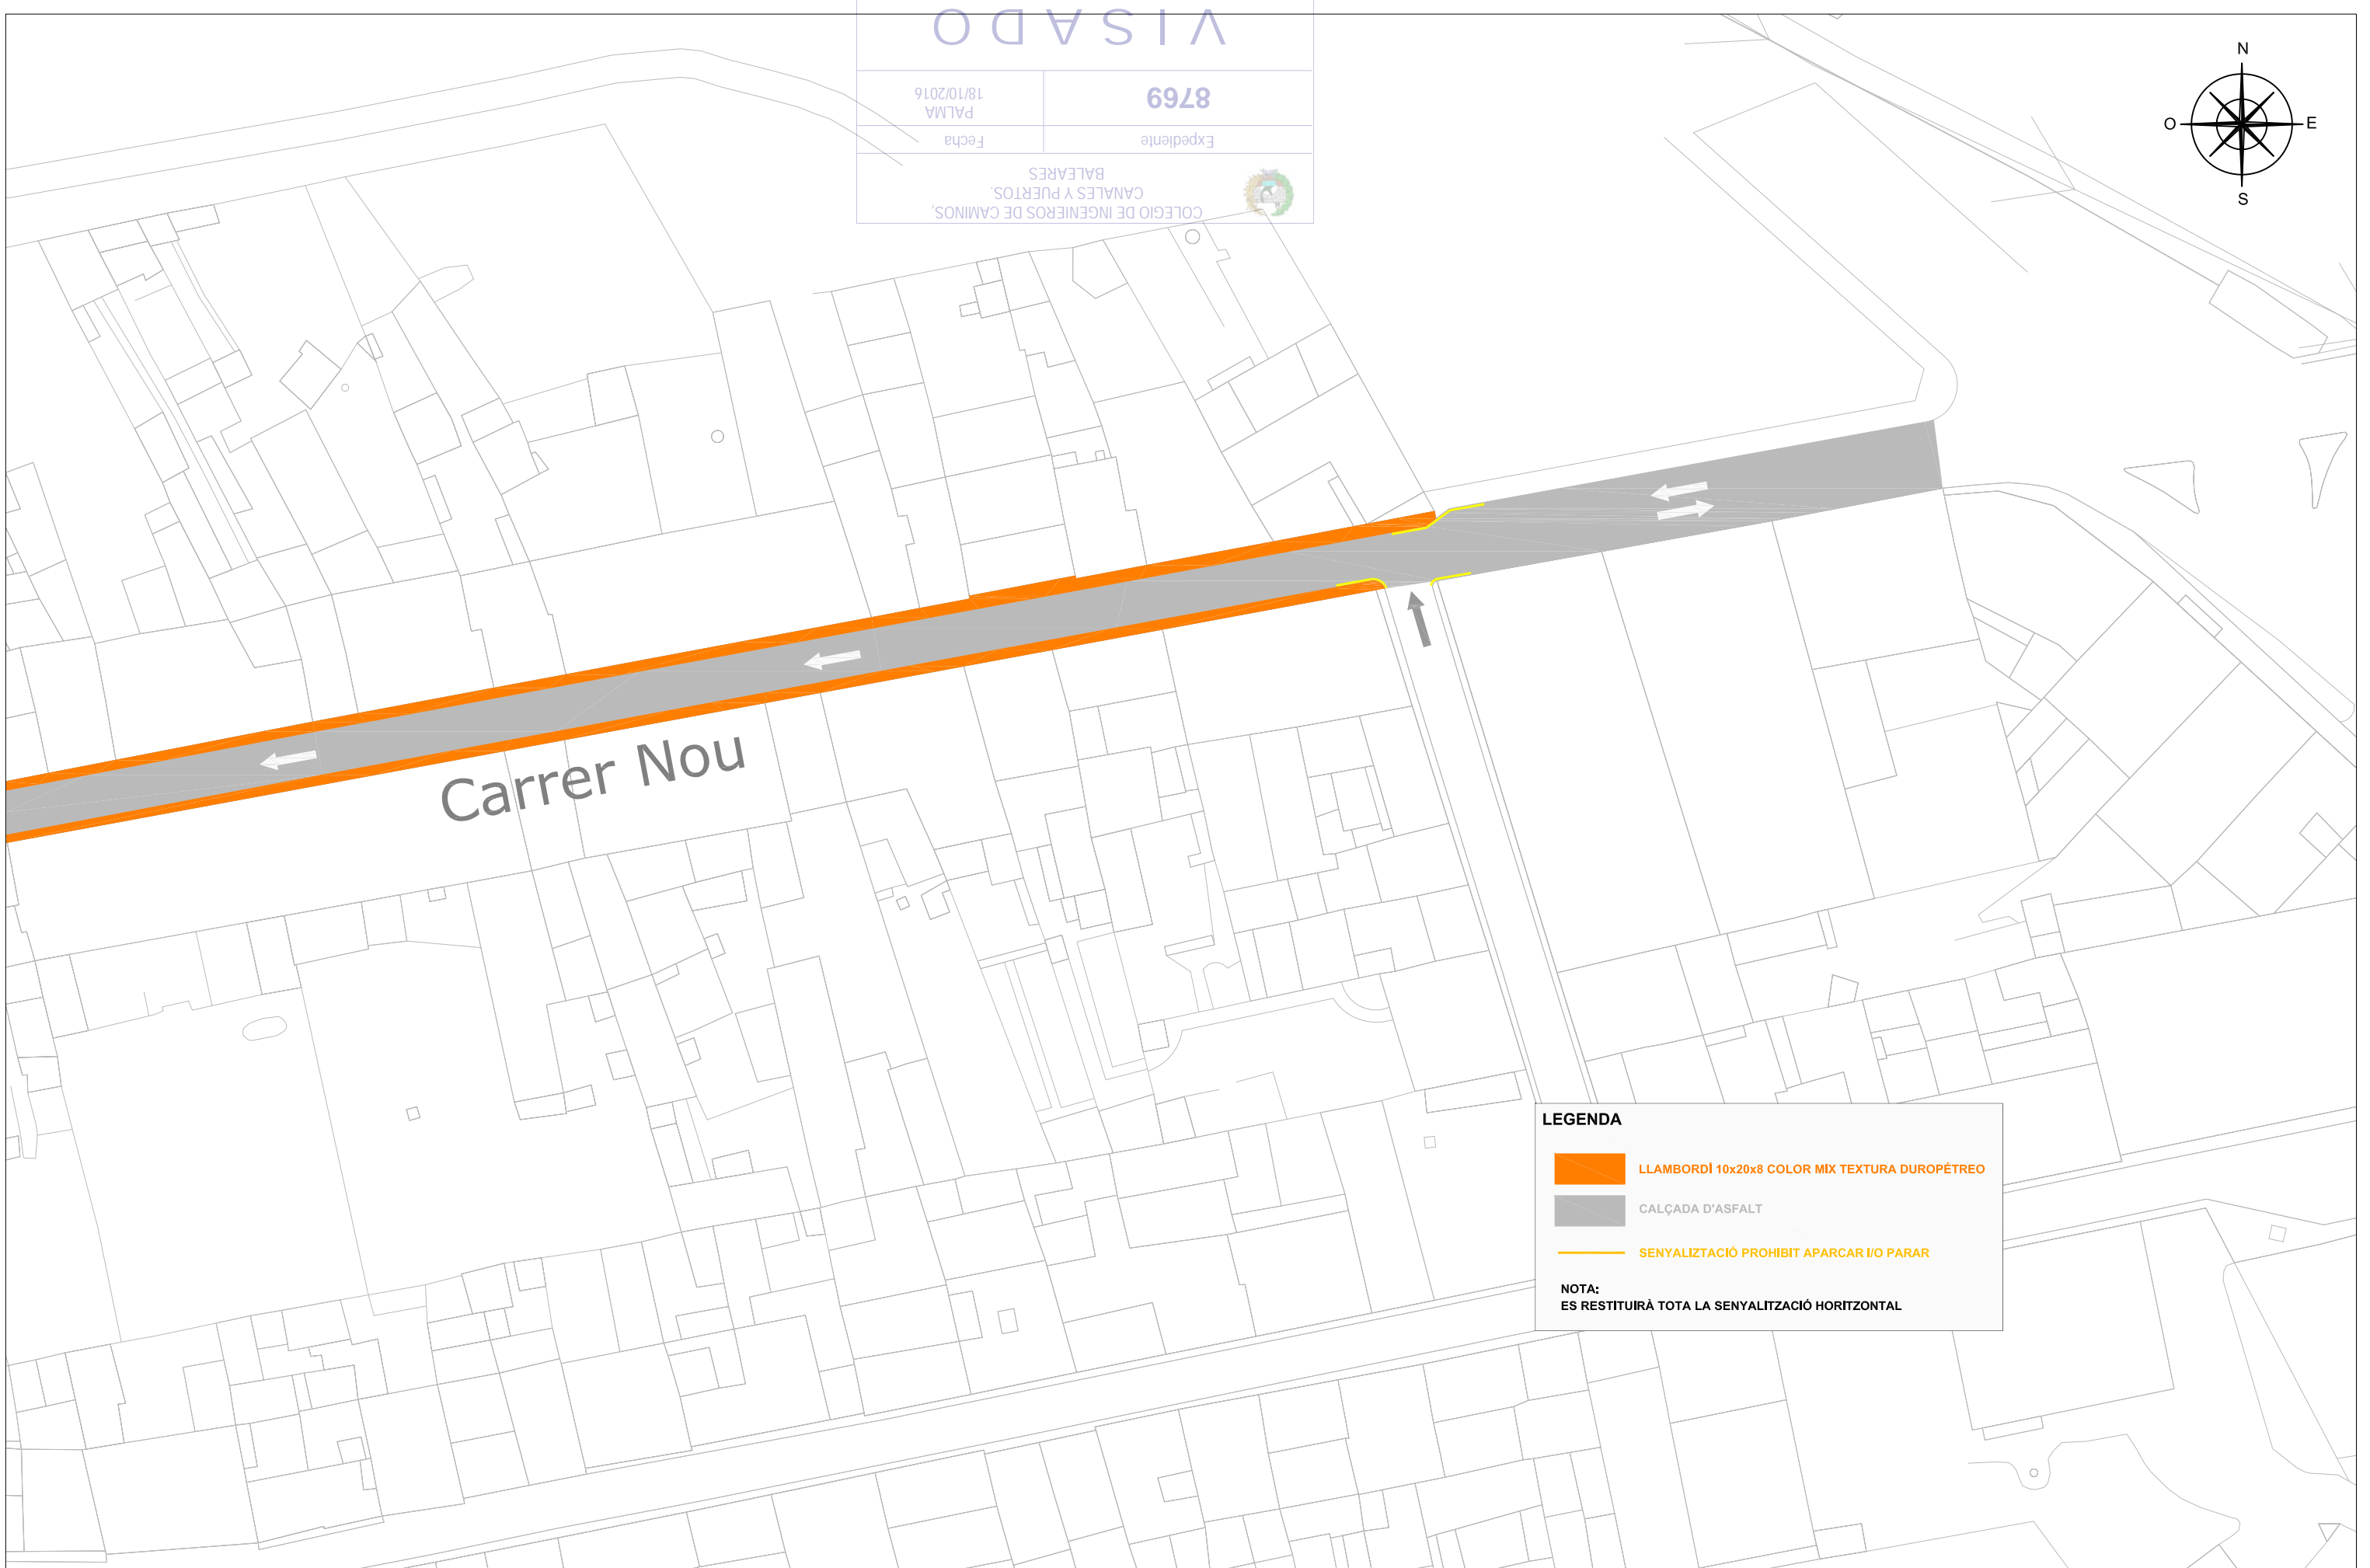 VISADO
8769
18/10/2016
PALMA
Expediente
Fecha
COLEGIO DE INGENIEROS DE CAMINOS,
CANALES Y PUERTOS.
BALEARES
N
O
E
S
Carrer Nou
LEGENDA
LLAMBORDÍ 10x20x8 COLOR MIX TEXTURA DUROPÉTREO
CALÇADA D'ASFALT
SENYALIZTACIÓ PROHIBIT APARCAR I/O PARAR
NOTA:
ES RESTITUIRÀ TOTA LA SENYALITZACIÓ HORITZONTAL